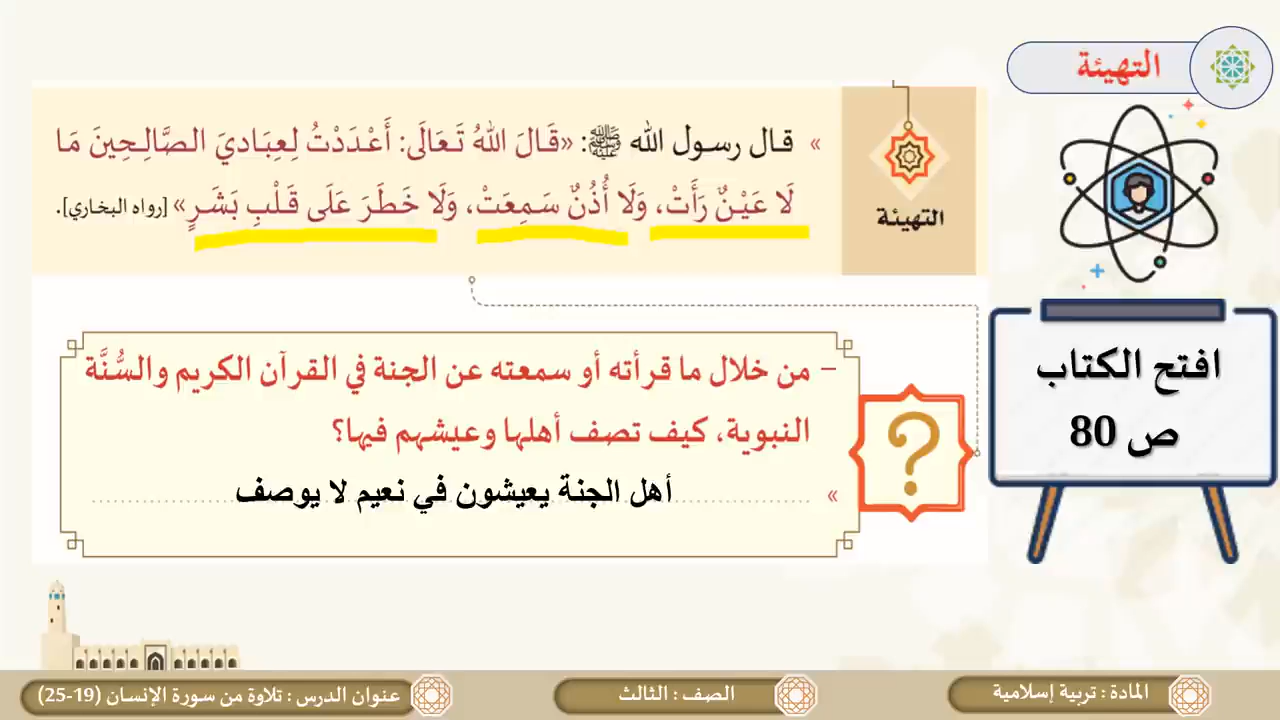 التهيئة
» قال رسول الله ﷺ: «قَالَ اللهُ تَعَالَى: أَعْدَدْتُ لِعِبَادِيَ الصَّالِحِينَ مَا
لَا عَيْنٌ رَأَتْ، وَلَا أُذُنٌ سَمِعَتْ، وَلَا خَطَرَ عَلَى قَلْبِ بَشَرٍ» [رواه البخاري].
التهيئة
افتح الكتاب
ص 80
– من خلال ما قرأته أو سمعته عن الجنة في القرآن الكريم والسُّنَّة
النبوية، كيف تصف أهلها وعيشهم فيها؟
» أهل الجنة يعيشون في نعيم لا يوصف
؟
المادة : تربية إسلامية
الصف : الثالث
عنوان الدرس : تلاوة من سورة الإنسان (19-25)